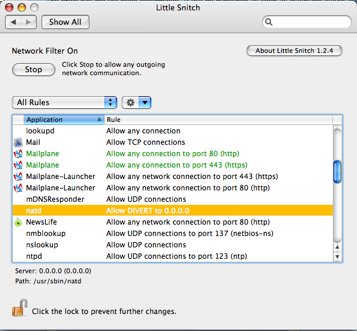 Little Snitch
Show All
Network Filter On
About Little Snitch 1.2.4
Stop
Click Stop to allow any outgoing
network communication.
All Rules
Application Rule
lookupd Allow any connection
Mail Allow TCP connections
Mailplane Allow any connection to port 80 (http)
Mailplane Allow any connection to port 443 (https)
Mailplane-Launcher Allow any network connection to port 443 (https)
Mailplane-Launcher Allow any network connection to port 80 (http)
mDNSResponder Allow UDP connections
natd Allow DIVERT to 0.0.0.0
NewsLife Allow any network connection to port 80 (http)
nmblookup Allow UDP connections to port 137 (netbios-ns)
nslookup Allow UDP connections
ntpd Allow UDP connections to port 123 (ntp)
Server: 0.0.0.0 (0.0.0.0)
Path: /usr/sbin/natd
Click the lock to prevent further changes.